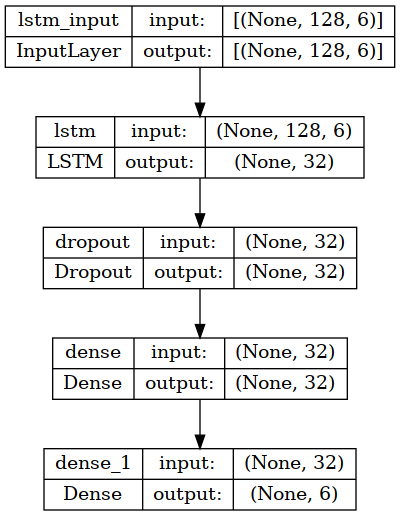 lstm_input input: [(None, 128, 6)]
InputLayer output: [(None, 128, 6)]
lstm input: (None, 128, 6)
LSTM output: (None, 32)
dropout input: (None, 32)
Dropout output: (None, 32)
dense input: (None, 32)
Dense output: (None, 32)
dense_1 input: (None, 32)
Dense output: (None, 6)